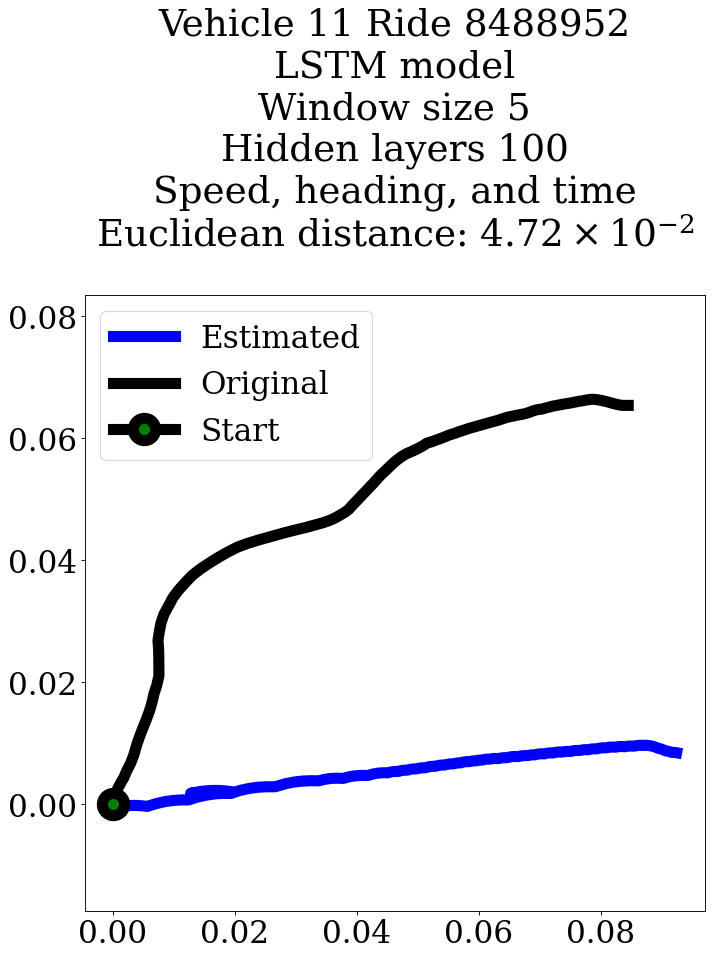 Vehicle 11 Ride 8488952
LSTM model
Window size 5
Hidden layers 100
Speed, heading, and time
Euclidean distance: 4.72 × 10⁻²
0.08
Estimated
Original
Start
0.06
0.04
0.02
0.00
0.00 0.02 0.04 0.06 0.08